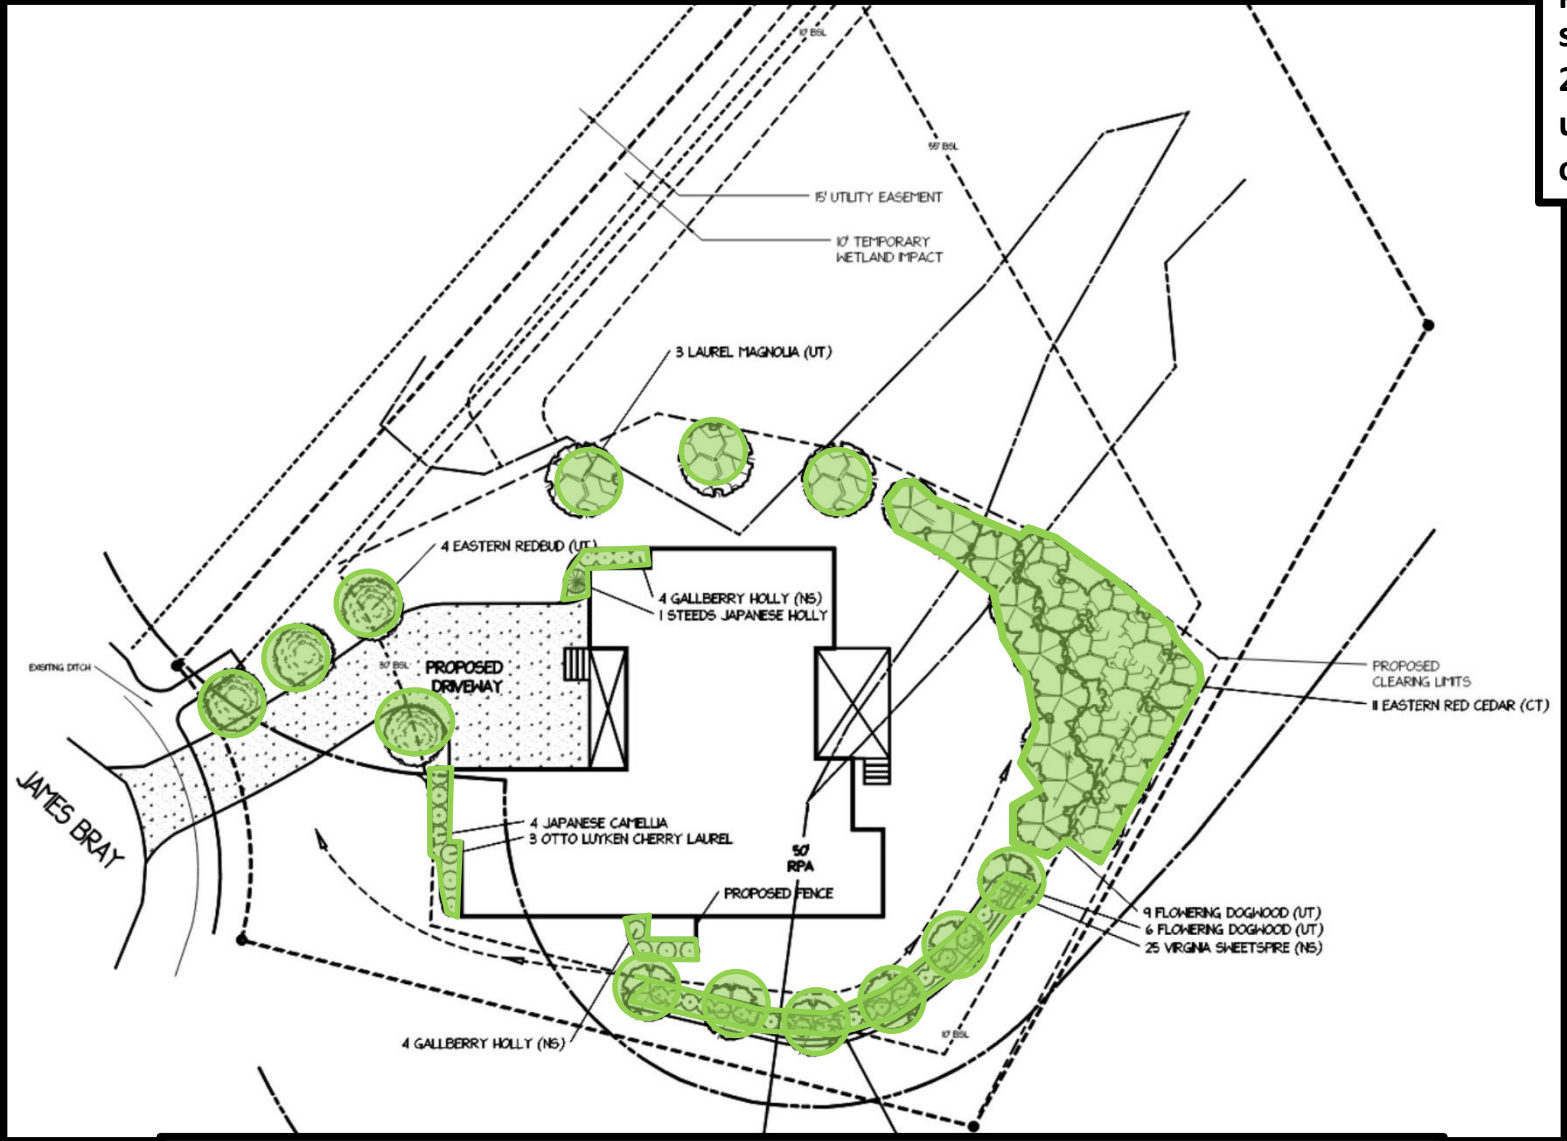 10' BSL
55' BSL
15' UTILITY EASEMENT
10' TEMPORARY
WETLAND IMPACT
3 LAUREL MAGNOLIA (UT)
4 EASTERN REDBUD (UT)
4 GALLBERRY HOLLY (NS)
1 STEEDS JAPANESE HOLLY
EXISITNG DITCH
30' BSL
PROPOSED
DRIVEWAY
PROPOSED
CLEARING LIMITS
11 EASTERN RED CEDAR (CT)
JAMES BRAY
4 JAPANESE CAMELLIA
3 OTTO LUYKEN CHERRY LAUREL
50'
RPA
PROPOSED FENCE
9 FLOWERING DOGWOOD (UT)
6 FLOWERING DOGWOOD (UT)
25 VIRGINIA SWEETSPIRE (NS)
10' BSL
4 GALLBERRY HOLLY (NS)